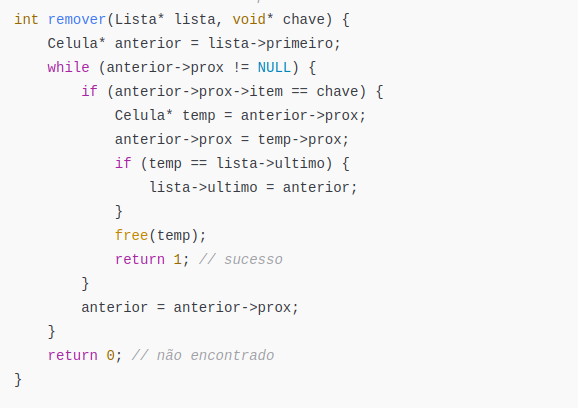 int remover(Lista* lista, void* chave) {
    Celula* anterior = lista->primeiro;
    while (anterior->prox != NULL) {
        if (anterior->prox->item == chave) {
            Celula* temp = anterior->prox;
            anterior->prox = temp->prox;
            if (temp == lista->ultimo) {
                lista->ultimo = anterior;
            }
            free(temp);
            return 1; // sucesso
        }
        anterior = anterior->prox;
    }
    return 0; // não encontrado
}